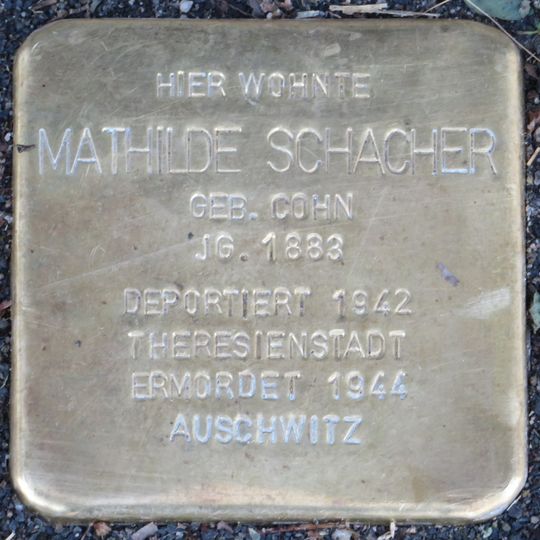 HIER WOHNTE
MATHILDE SCHACHER
GEB. COHN
JG. 1883
DEPORTIERT 1942
THERESIENSTADT
ERMORDET 1944
AUSCHWITZ